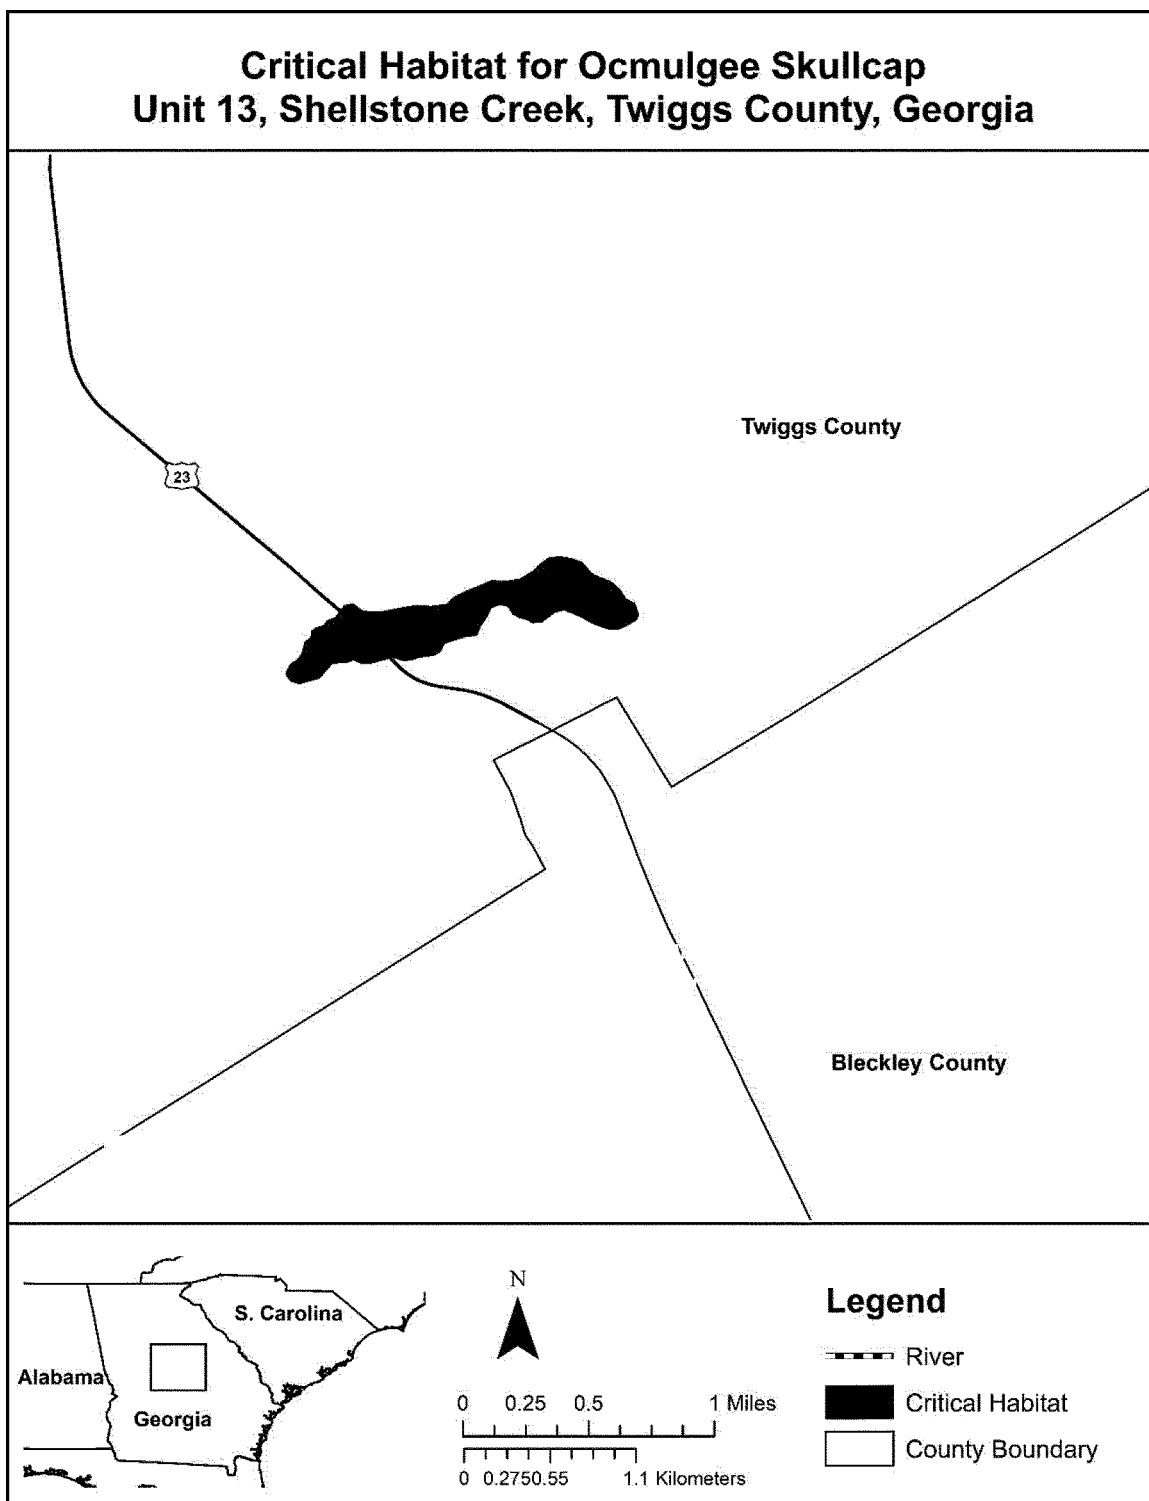 Critical Habitat for Ocmulgee Skullcap
Unit 13, Shellstone Creek, Twiggs County, Georgia
Twiggs County
23
Bleckley County
S. Carolina
Alabama
Georgia
N
0 0.25 0.5 1 Miles
0 0.2750.55 1.1 Kilometers
Legend
River
Critical Habitat
County Boundary